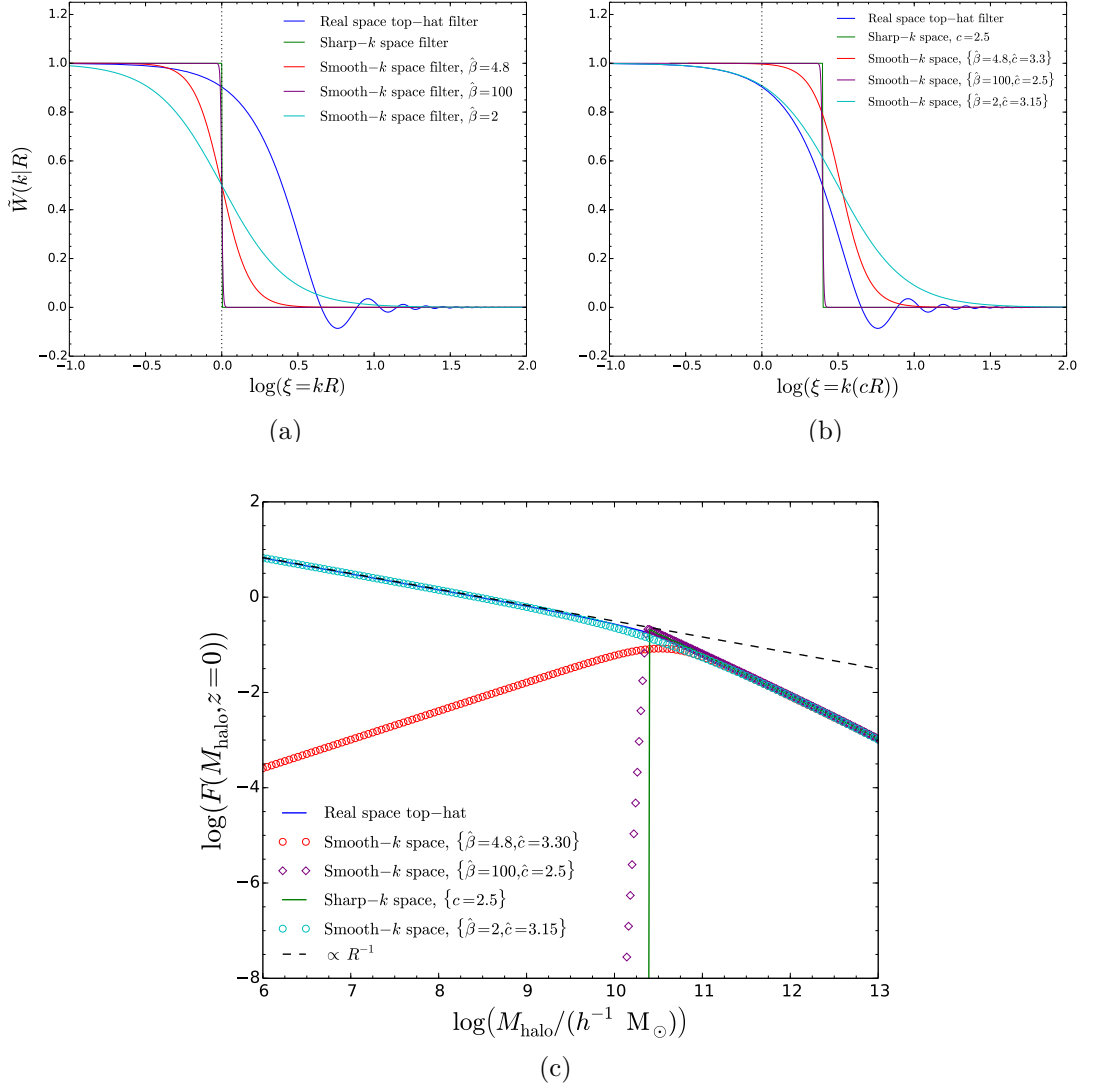 1.2
1.0
0.8
0.6
0.4
0.2
0.0
−0.2
W̃(k|R)
Real space top−hat filter
Sharp−k space filter
Smooth−k space filter, β̂=4.8
Smooth−k space filter, β̂=100
Smooth−k space filter, β̂=2
−1.0 −0.5 0.0 0.5 1.0 1.5 2.0
log(ξ=kR)
(a)
1.2
1.0
0.8
0.6
0.4
0.2
0.0
−0.2
Real space top−hat filter
Sharp−k space, c=2.5
Smooth−k space, {β̂=4.8,ĉ=3.3}
Smooth−k space, {β̂=100,ĉ=2.5}
Smooth−k space, {β̂=2,ĉ=3.15}
−1.0 −0.5 0.0 0.5 1.0 1.5 2.0
log(ξ=k(cR))
(b)
2
0
−2
−4
−6
−8
log(F(M_halo, z=0))
Real space top−hat
Smooth−k space, {β̂=4.8,ĉ=3.30}
Smooth−k space, {β̂=100,ĉ=2.5}
Sharp−k space, {c=2.5}
Smooth−k space, {β̂=2,ĉ=3.15}
∝ R⁻¹
6 7 8 9 10 11 12 13
log(M_halo/(h⁻¹ M_⊙))
(c)